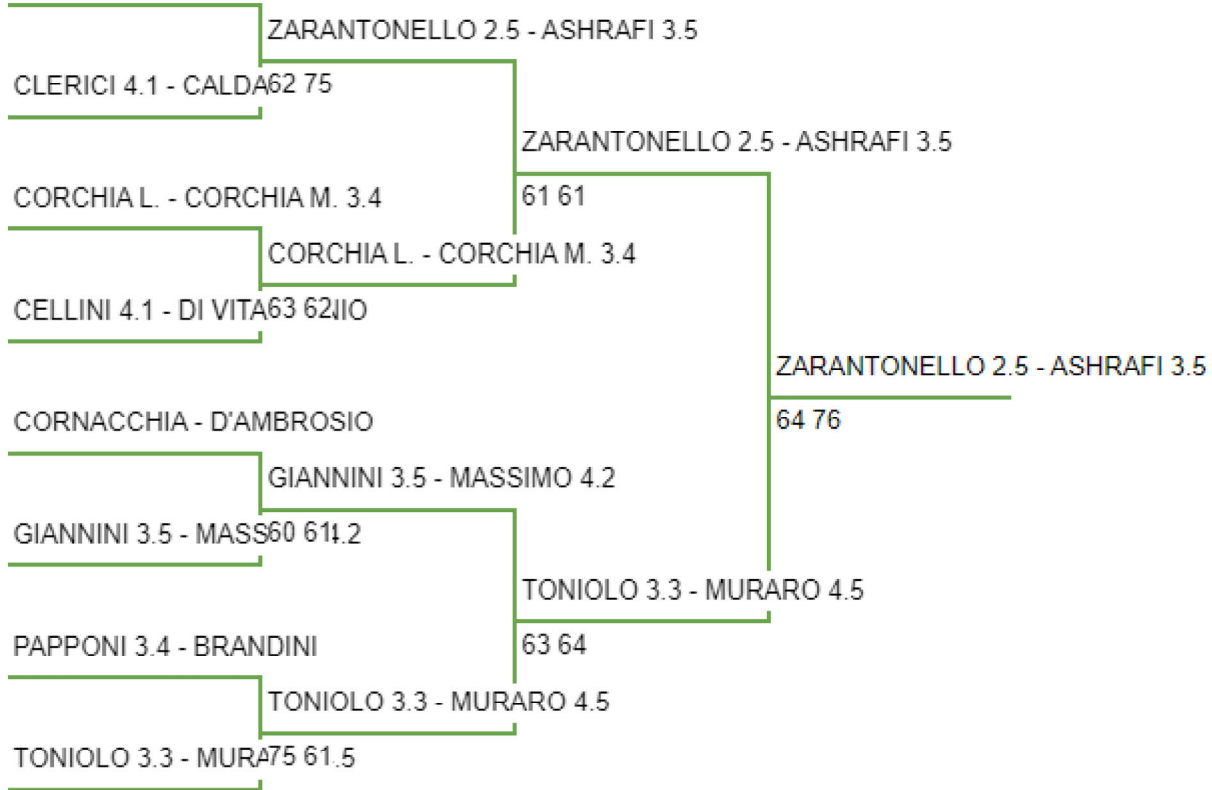 ZARANTONELLO 2.5 - ASHRAFI 3.5
CLERICI 4.1 - CALDA
62 75
ZARANTONELLO 2.5 - ASHRAFI 3.5
CORCHIA L. - CORCHIA M. 3.4
61 61
CORCHIA L. - CORCHIA M. 3.4
CELLINI 4.1 - DI VITA
63 62
ZARANTONELLO 2.5 - ASHRAFI 3.5
CORNACCHIA - D'AMBROSIO
64 76
GIANNINI 3.5 - MASSIMO 4.2
GIANNINI 3.5 - MASS
60 61
TONIOLO 3.3 - MURARO 4.5
PAPPONI 3.4 - BRANDINI
63 64
TONIOLO 3.3 - MURARO 4.5
TONIOLO 3.3 - MURA
75 61